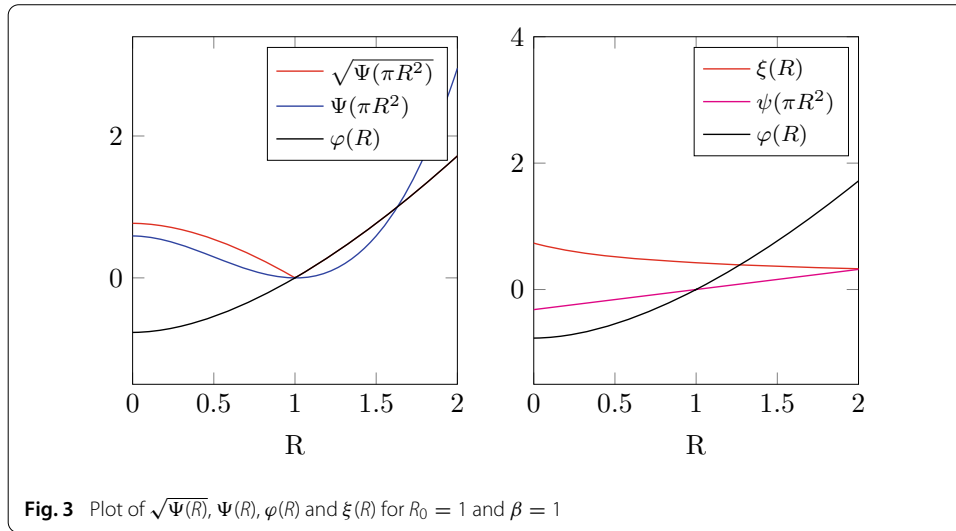 √Ψ(πR²)
Ψ(πR²)
φ(R)
2
0
0 0.5 1 1.5 2
R
4
2
0
ξ(R)
ψ(πR²)
φ(R)
0 0.5 1 1.5 2
R
Fig. 3 Plot of √Ψ(R), Ψ(R), φ(R) and ξ(R) for R₀ = 1 and β = 1